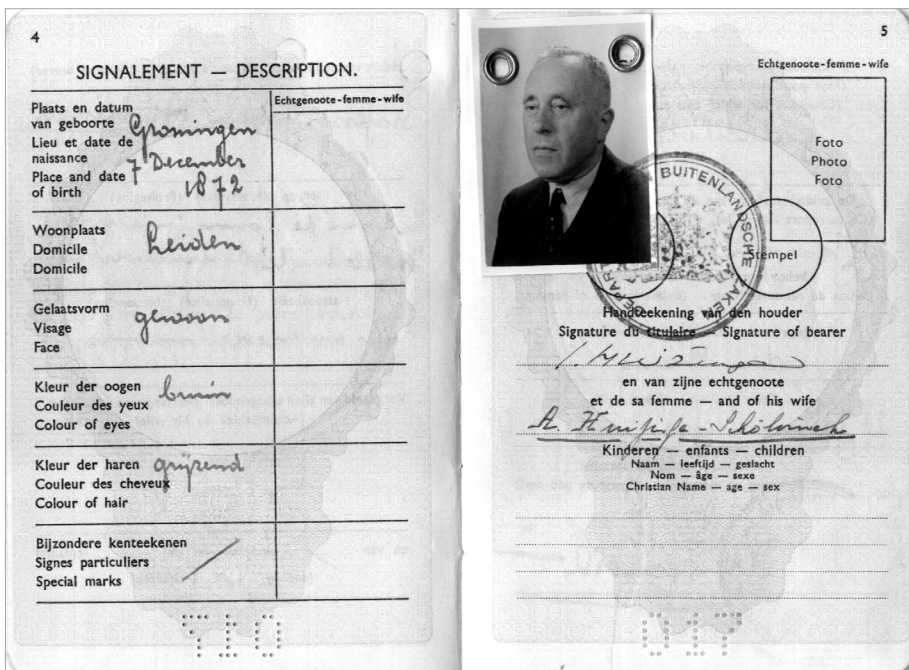 4
SIGNALEMENT — DESCRIPTION.
Echtgenoote-femme-wife
Plaats en datum
van geboorte
Lieu et date de
naissance
Place and date
of birth
Groningen
7 December
1872
Woonplaats
Domicile
Domicile
Leiden
Gelaatsvorm
Visage
Face
gewoon
Kleur der oogen
Couleur des yeux
Colour of eyes
bruin
Kleur der haren
Couleur des cheveux
Colour of hair
grijzend
Bijzondere kenteekenen
Signes particuliers
Special marks
5
Echtgenoote-femme-wife
Foto
Photo
Foto
BUITENLANDSCHE
Stempel
Handteekening van den houder
Signature du titulaire — Signature of bearer
J. Huizinga
en van zijne echtgenoote
et de sa femme — and of his wife
A. Huizinga-Schölvinck
Kinderen — enfants — children
Naam — leeftijd — geslacht
Nom — âge — sexe
Christian Name — age — sex